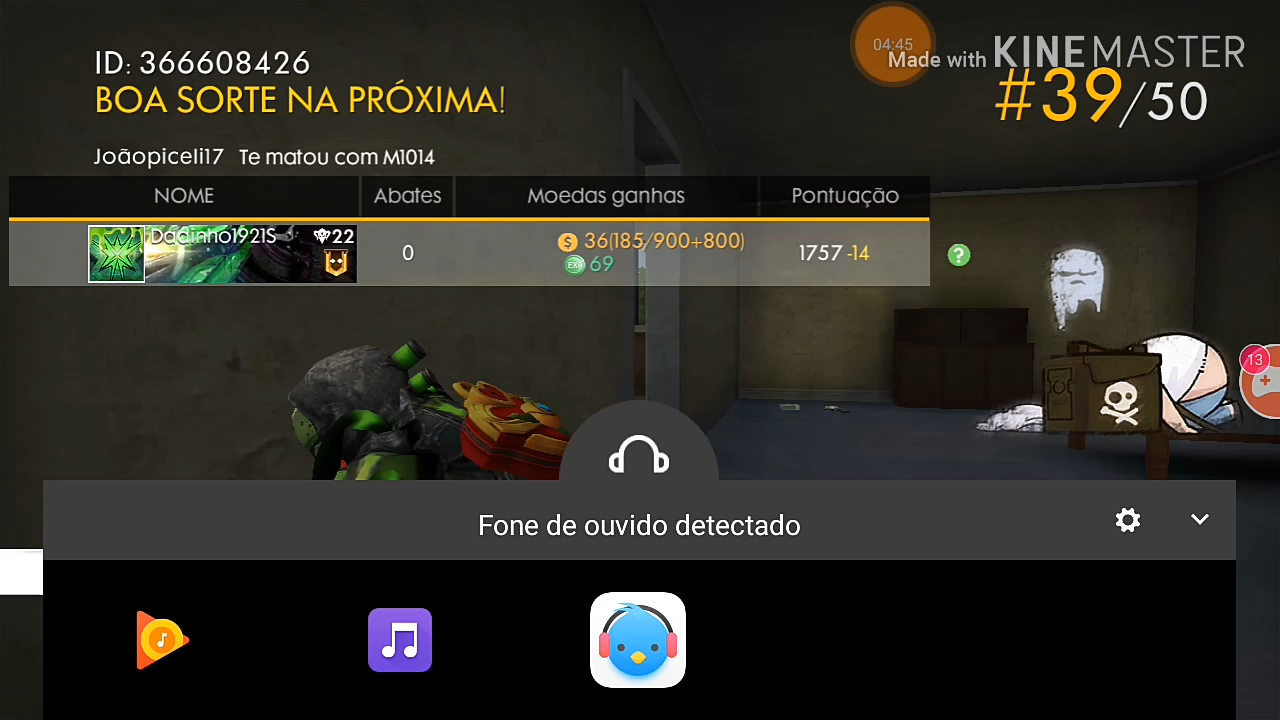 ID: 366608426
BOA SORTE NA PRÓXIMA!
04:45
Made with KINEMASTER
#39/50
Joãopiceli17 Te matou com M1014
NOME Abates Moedas ganhas Pontuação
Dadinho1921S 22 0 $ 36(185/900+800) 1757 -14 ?
69
13
Fone de ouvido detectado